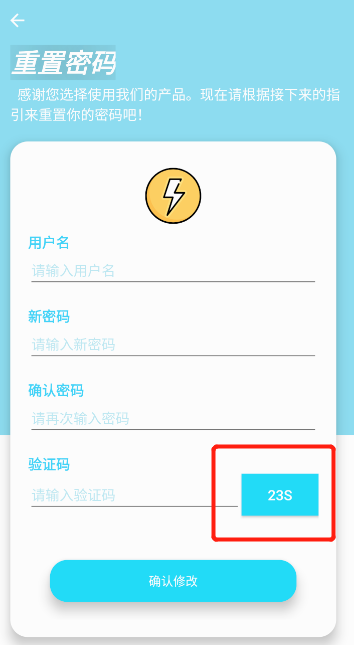 重置密码
感谢您选择使用我们的产品。现在请根据接下来的指
引来重置你的密码吧！
用户名
请输入用户名
新密码
请输入新密码
确认密码
请再次输入密码
验证码
请输入验证码
23S
确认修改